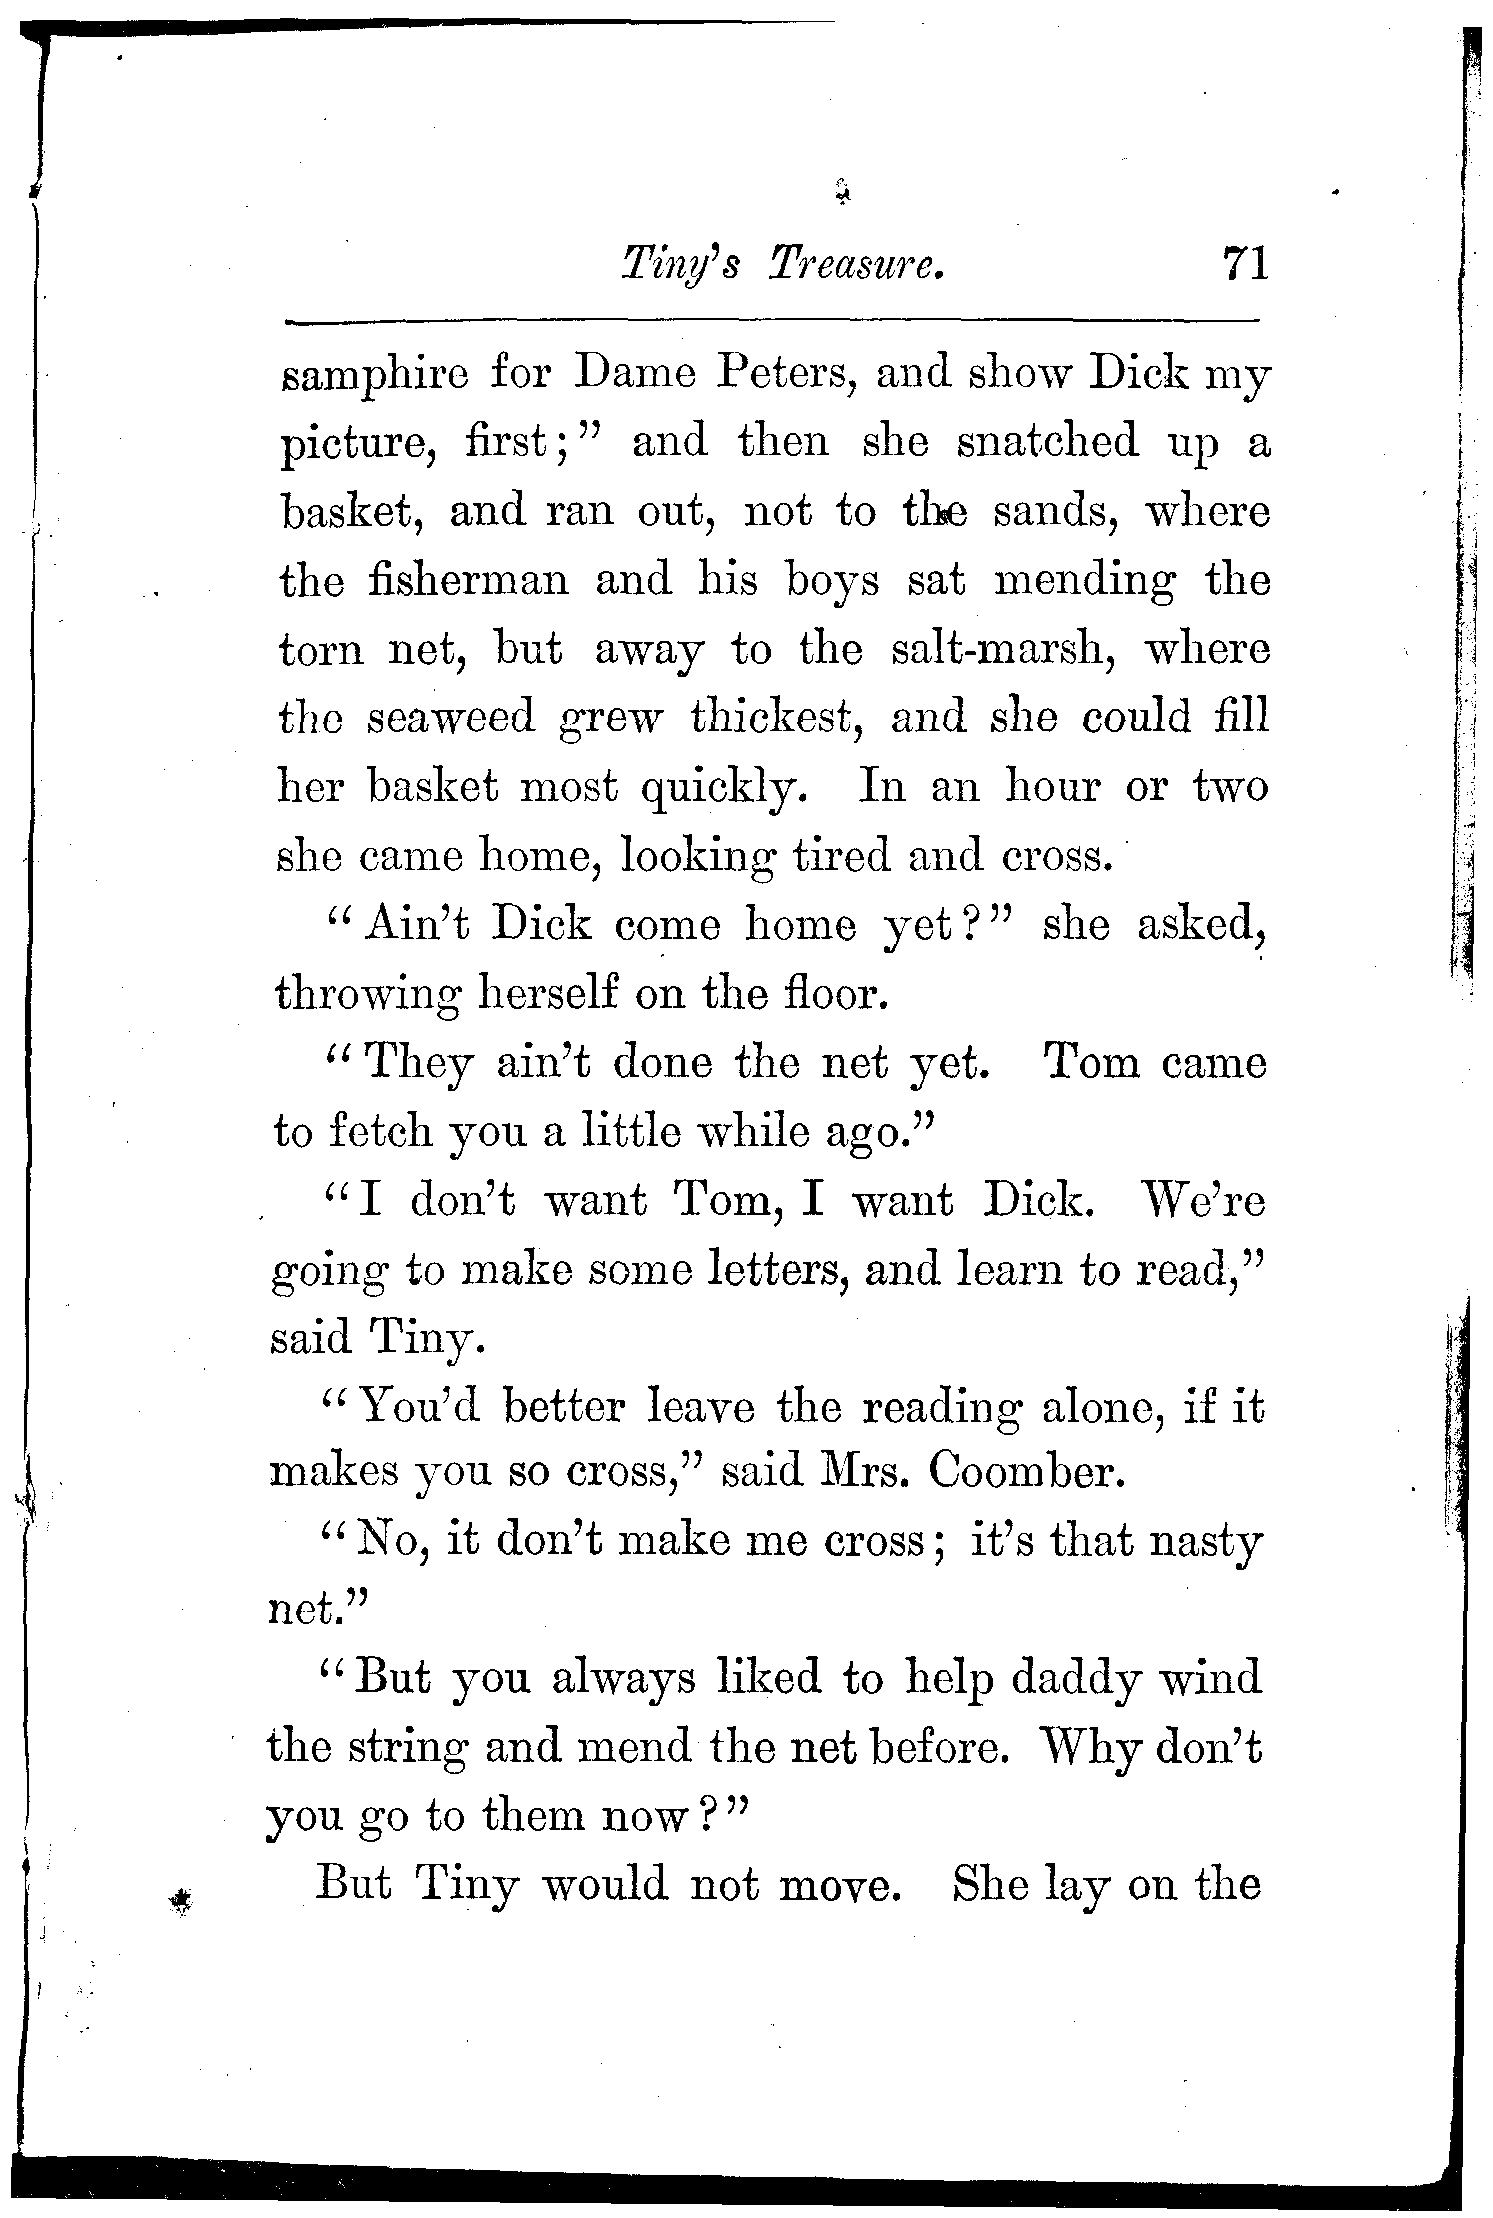 Tiny's Treasure. 71
samphire for Dame Peters, and show Dick my
picture, first;" and then she snatched up a
basket, and ran out, not to the sands, where
the fisherman and his boys sat mending the
torn net, but away to the salt-marsh, where
the seaweed grew thickest, and she could fill
her basket most quickly. In an hour or two
she came home, looking tired and cross.
"Ain't Dick come home yet?" she asked,
throwing herself on the floor.
"They ain't done the net yet. Tom came
to fetch you a little while ago."
"I don't want Tom, I want Dick. We're
going to make some letters, and learn to read,"
said Tiny.
"You'd better leave the reading alone, if it
makes you so cross," said Mrs. Coomber.
"No, it don't make me cross; it's that nasty
net."
"But you always liked to help daddy wind
the string and mend the net before. Why don't
you go to them now?"
But Tiny would not move. She lay on the